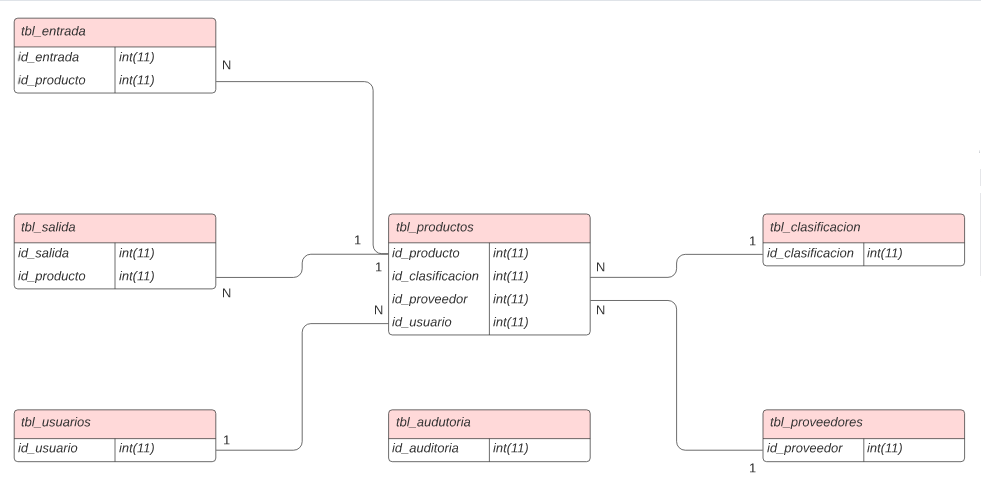 tbl_entrada
id_entrada int(11)
id_producto int(11)
N
tbl_salida
id_salida int(11)
id_producto int(11)
N
1
1
tbl_productos
id_producto int(11)
id_clasificacion int(11)
id_proveedor int(11)
id_usuario int(11)
N
N
N
1
tbl_clasificacion
id_clasificacion int(11)
tbl_usuarios
id_usuario int(11)
1
tbl_audutoria
id_auditoria int(11)
tbl_proveedores
id_proveedor int(11)
1